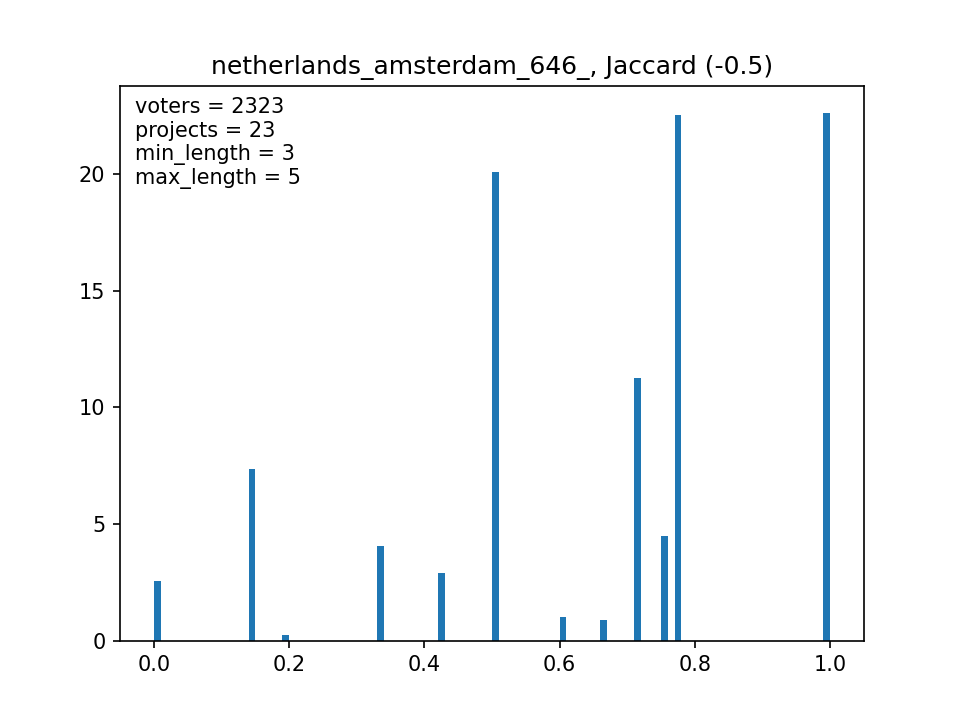 netherlands_amsterdam_646_, Jaccard (-0.5)
voters = 2323
projects = 23
min_length = 3
max_length = 5
20
15
10
5
0
0.0 0.2 0.4 0.6 0.8 1.0